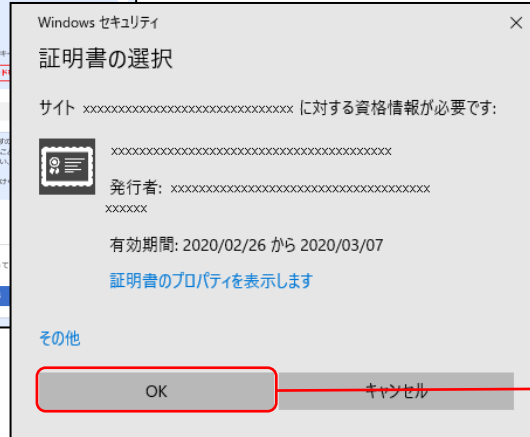 Windows セキュリティ
証明書の選択
サイト xxxxxxxxxxxxxxxxxxxxxxxxxxxxxx に対する資格情報が必要です:
xxxxxxxxxxxxxxxxxxxxxxxxxxxxxxxxxxxxxxxx
発行者: xxxxxxxxxxxxxxxxxxxxxxxxxxxxxxxxxxxxx
xxxxxx
有効期間: 2020/02/26 から 2020/03/07
証明書のプロパティを表示します
その他
OK
キャンセル